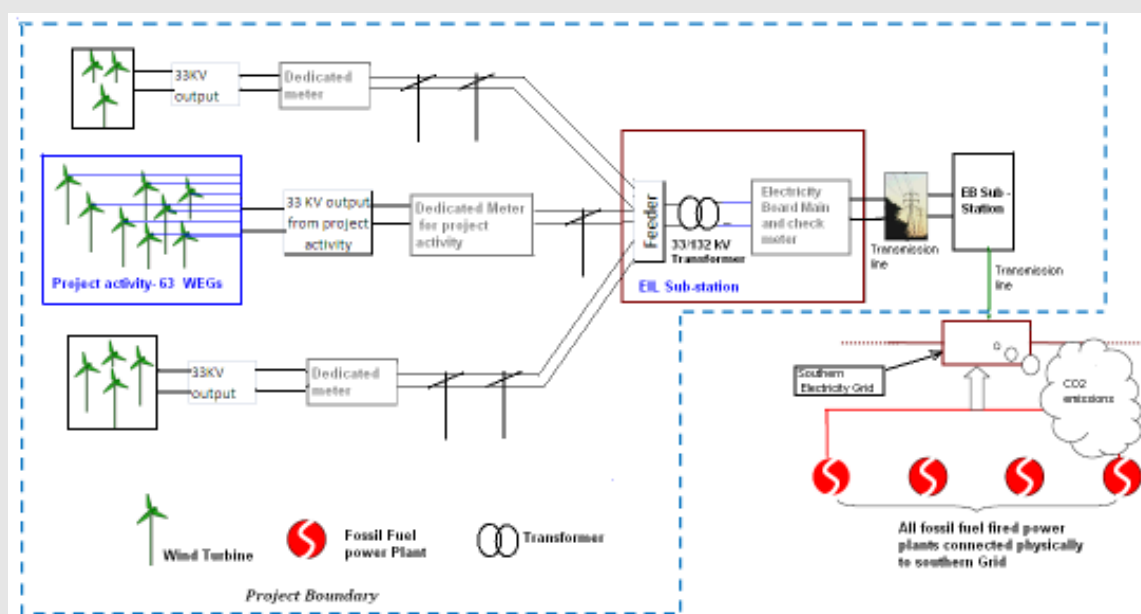 33KV
output
Dedicated
meter
33 KV output
from project
activity
Dedicated Meter
for project
activity
Project activity- 63 WEGs
33KV
output
Dedicated
meter
Feeder
33/132 kV
Transformer
Electricity
Board Main
and check
meter
EIL Sub-station
Transmission
line
EB Sub -
Station
Transmission
line
Southern
Electricity Grid
CO2
emissions
All fossil fuel fired power
plants connected physically
to southern Grid
Wind Turbine
Fossil Fuel
power Plant
Transformer
Project Boundary